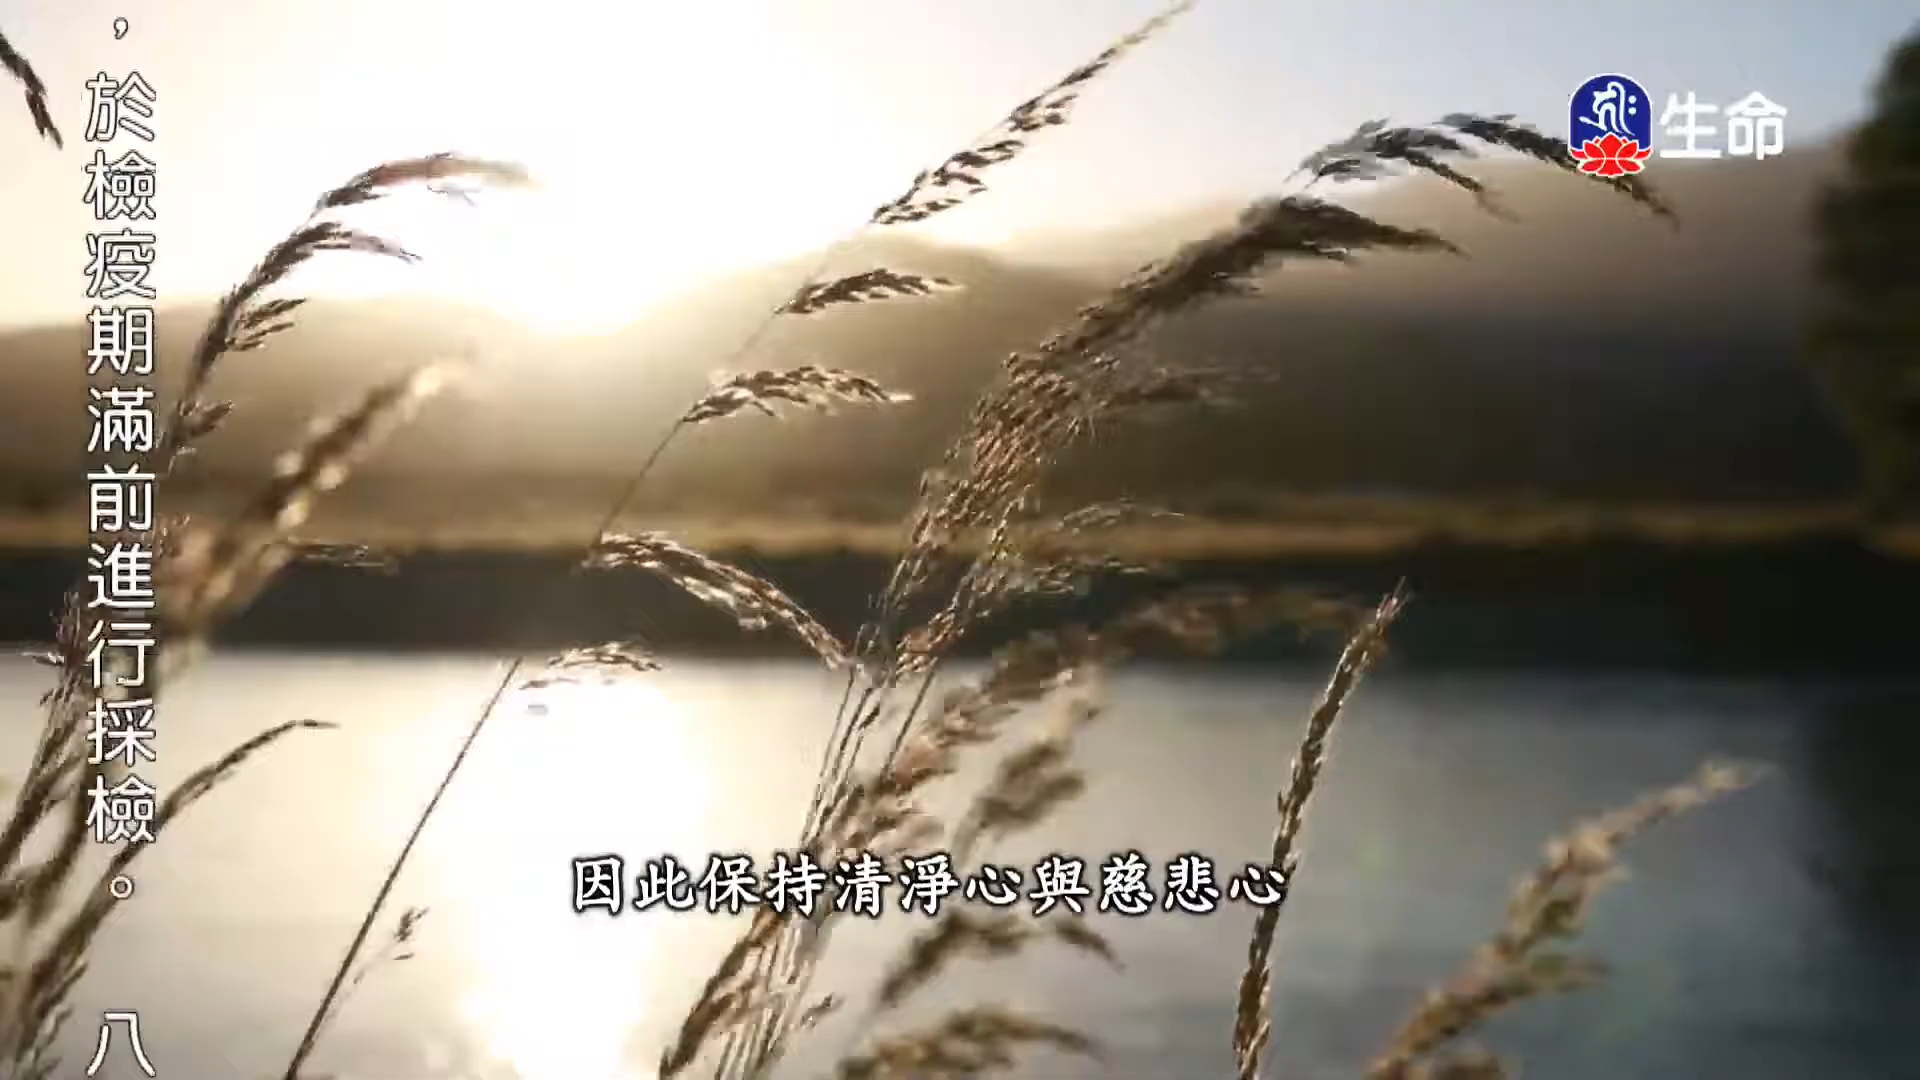 ，於檢疫期滿前進行採檢。 八
生命
因此保持清淨心與慈悲心